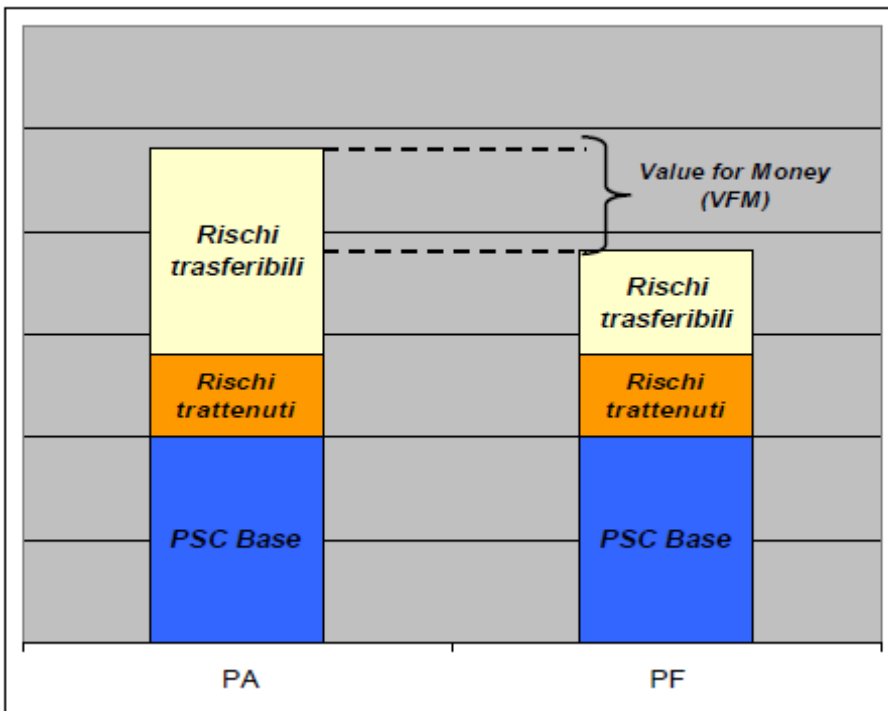 Value for Money
(VFM)
Rischi
trasferibili
Rischi
trasferibili
Rischi
trattenuti
Rischi
trattenuti
PSC Base
PSC Base
PA
PF